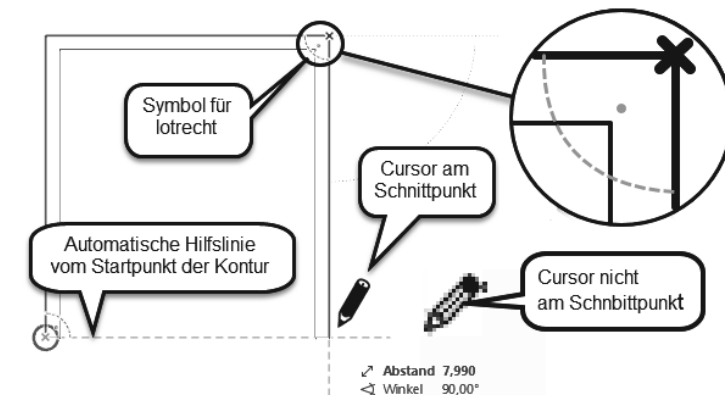 Symbol für
lotrecht
Cursor am
Schnittpunkt
Automatische Hilfslinie
vom Startpunkt der Kontur
Cursor nicht
am Schnbittpunkt
Abstand 7,990
Winkel 90,00°